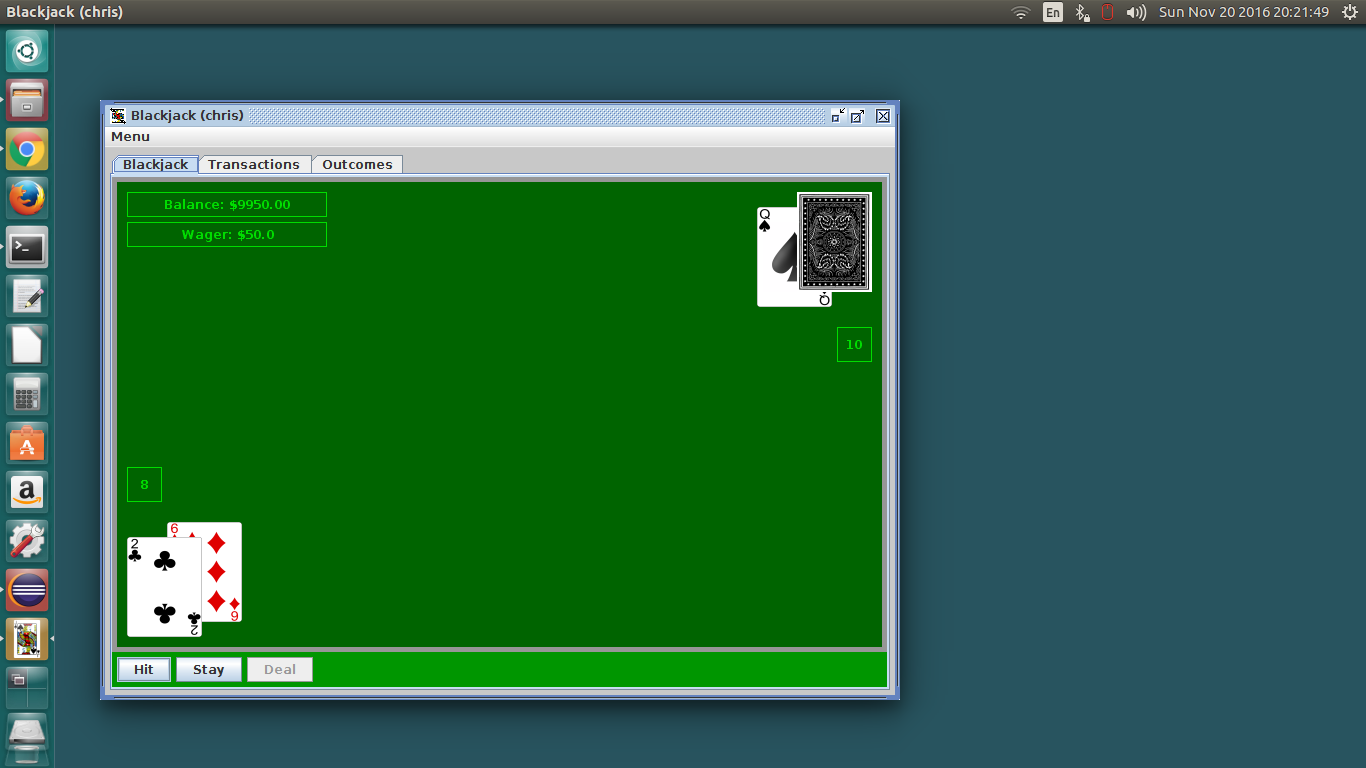 Blackjack (chris)
En
Sun Nov 20 2016 20:21:49
Blackjack (chris)
Menu
Blackjack Transactions Outcomes
Balance: $9950.00
Wager: $50.0
Q
Q
10
8
6
2
6
2
Hit Stay Deal
A
a
>_